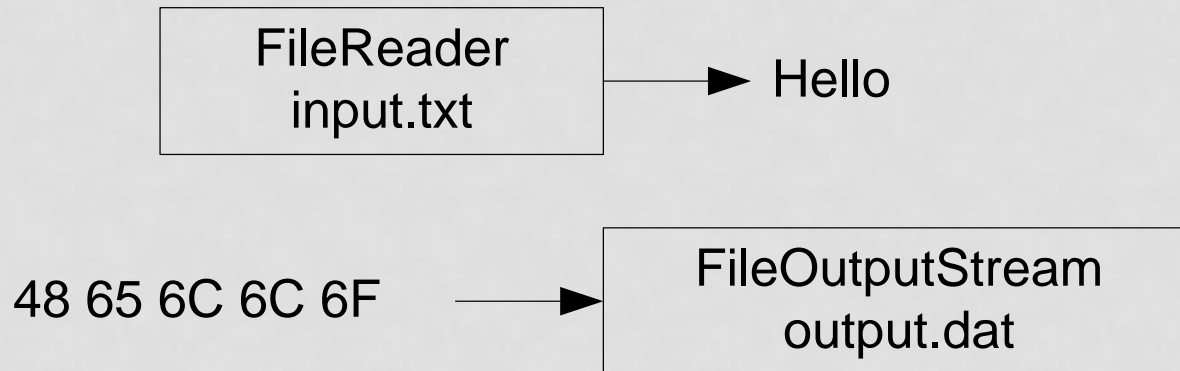 FileReader
input.txt
Hello
48 65 6C 6C 6F
FileOutputStream
output.dat